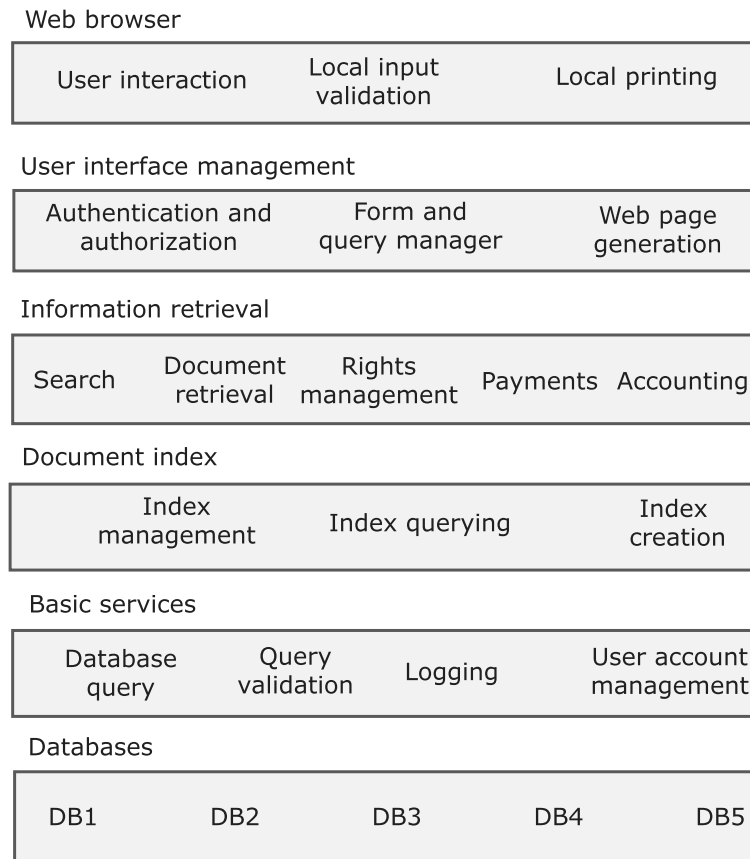 Web browser
User interaction
Local input
validation
Local printing
User interface management
Authentication and
authorization
Form and
query manager
Web page
generation
Information retrieval
Search
Document
retrieval
Rights
management
Payments
Accounting
Document index
Index
management
Index querying
Index
creation
Basic services
Database
query
Query
validation
Logging
User account
management
Databases
DB1
DB2
DB3
DB4
DB5